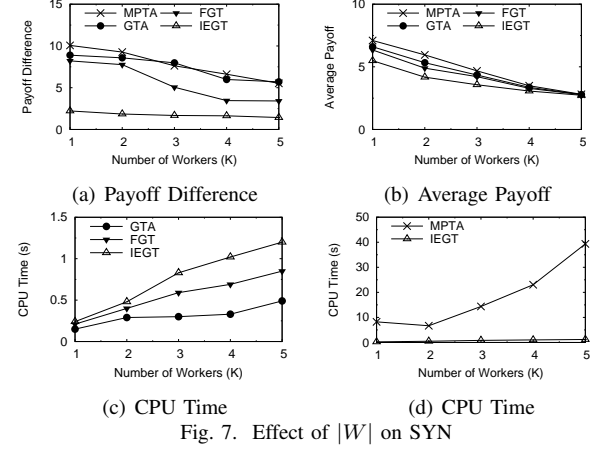 15
10
5
0
Payoff Difference
MPTA
GTA
FGT
IEGT
1 2 3 4 5
Number of Workers (K)
(a) Payoff Difference
10
5
0
Average Payoff
MPTA
GTA
FGT
IEGT
1 2 3 4 5
Number of Workers (K)
(b) Average Payoff
1.5
1
0.5
0
CPU Time (s)
GTA
FGT
IEGT
1 2 3 4 5
Number of Workers (K)
(c) CPU Time
50
40
30
20
10
0
CPU Time (s)
MPTA
IEGT
1 2 3 4 5
Number of Workers (K)
(d) CPU Time
Fig. 7. Effect of |W| on SYN